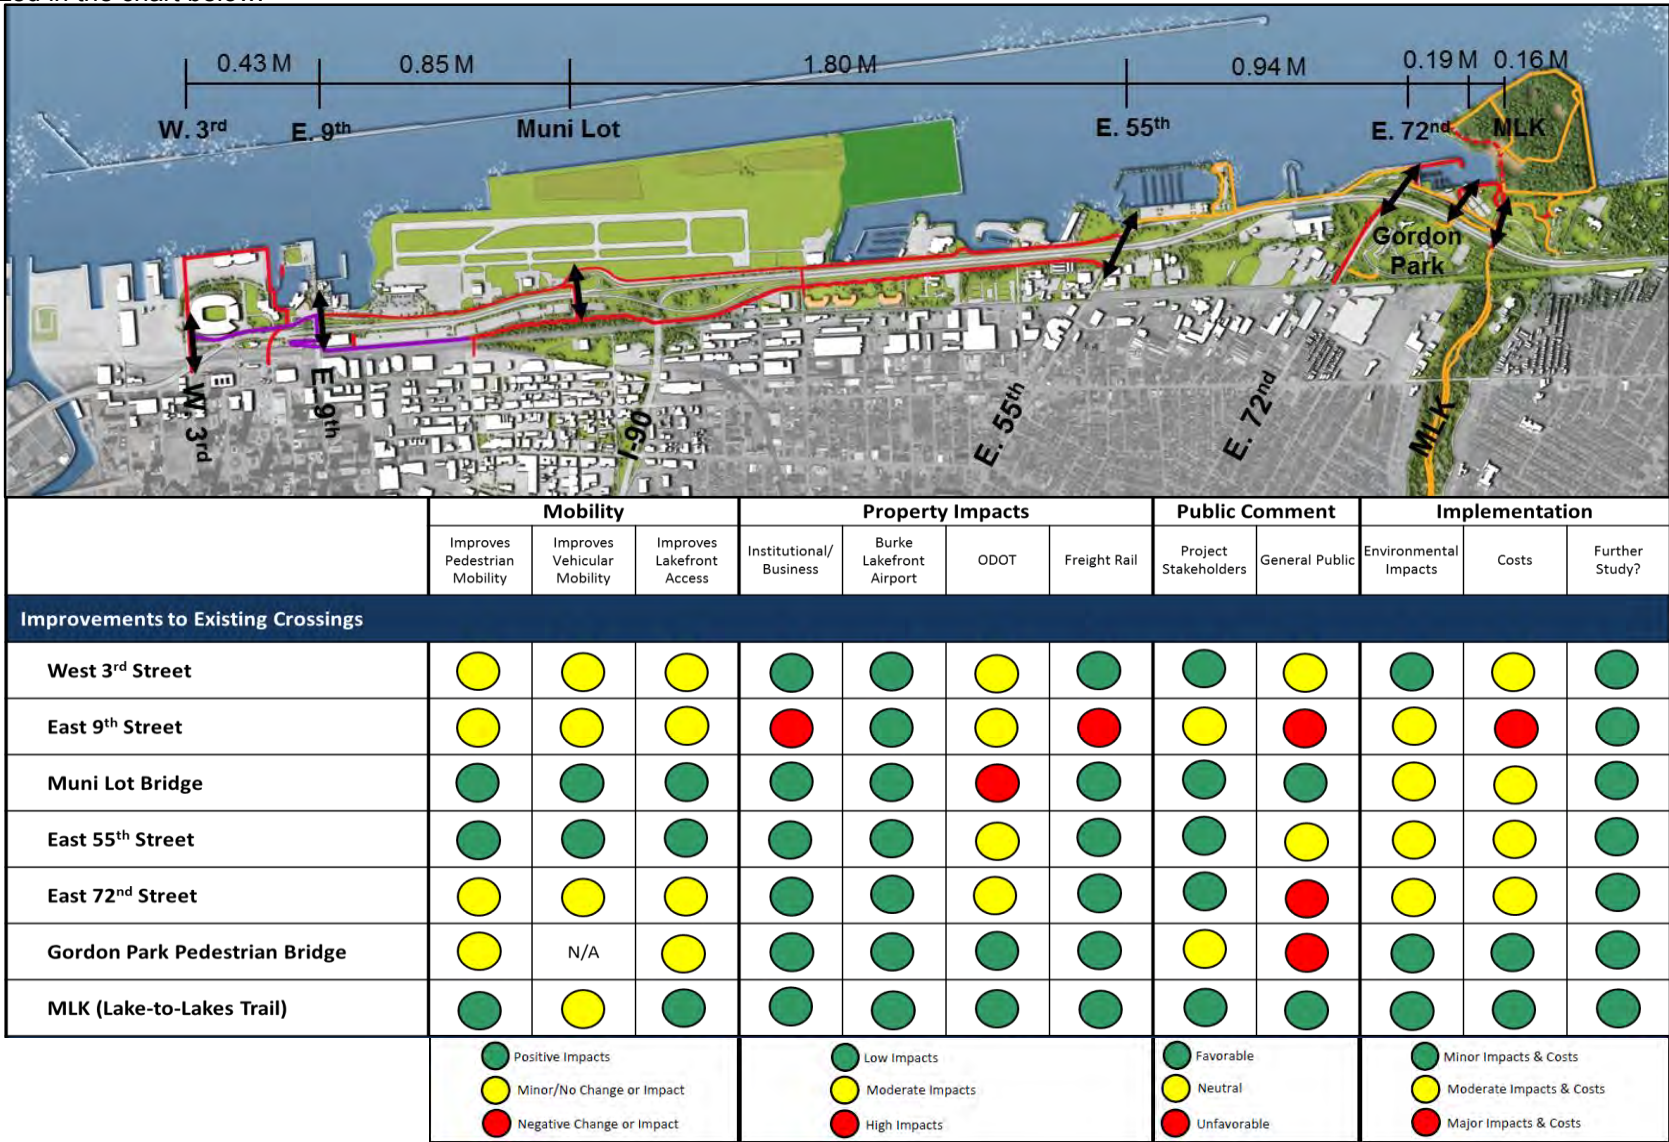 in the chart below.
0.43 M 0.85 M 1.80 M 0.94 M 0.19 M 0.16 M
W. 3rd E. 9th Muni Lot E. 55th E. 72nd MLK
Gordon
Park
W. 3rd E. 9th I-90 E. 55th E. 72nd MLK
Mobility Property Impacts Public Comment Implementation
Improves Pedestrian Mobility
Improves Vehicular Mobility
Improves Lakefront Access
Institutional/ Business
Burke Lakefront Airport
ODOT
Freight Rail
Project Stakeholders
General Public
Environmental Impacts
Costs
Further Study?
Improvements to Existing Crossings
West 3rd Street
East 9th Street
Muni Lot Bridge
East 55th Street
East 72nd Street
Gordon Park Pedestrian Bridge N/A
MLK (Lake-to-Lakes Trail)
Positive Impacts Low Impacts Favorable Minor Impacts & Costs
Minor/No Change or Impact Moderate Impacts Neutral Moderate Impacts & Costs
Negative Change or Impact High Impacts Unfavorable Major Impacts & Costs